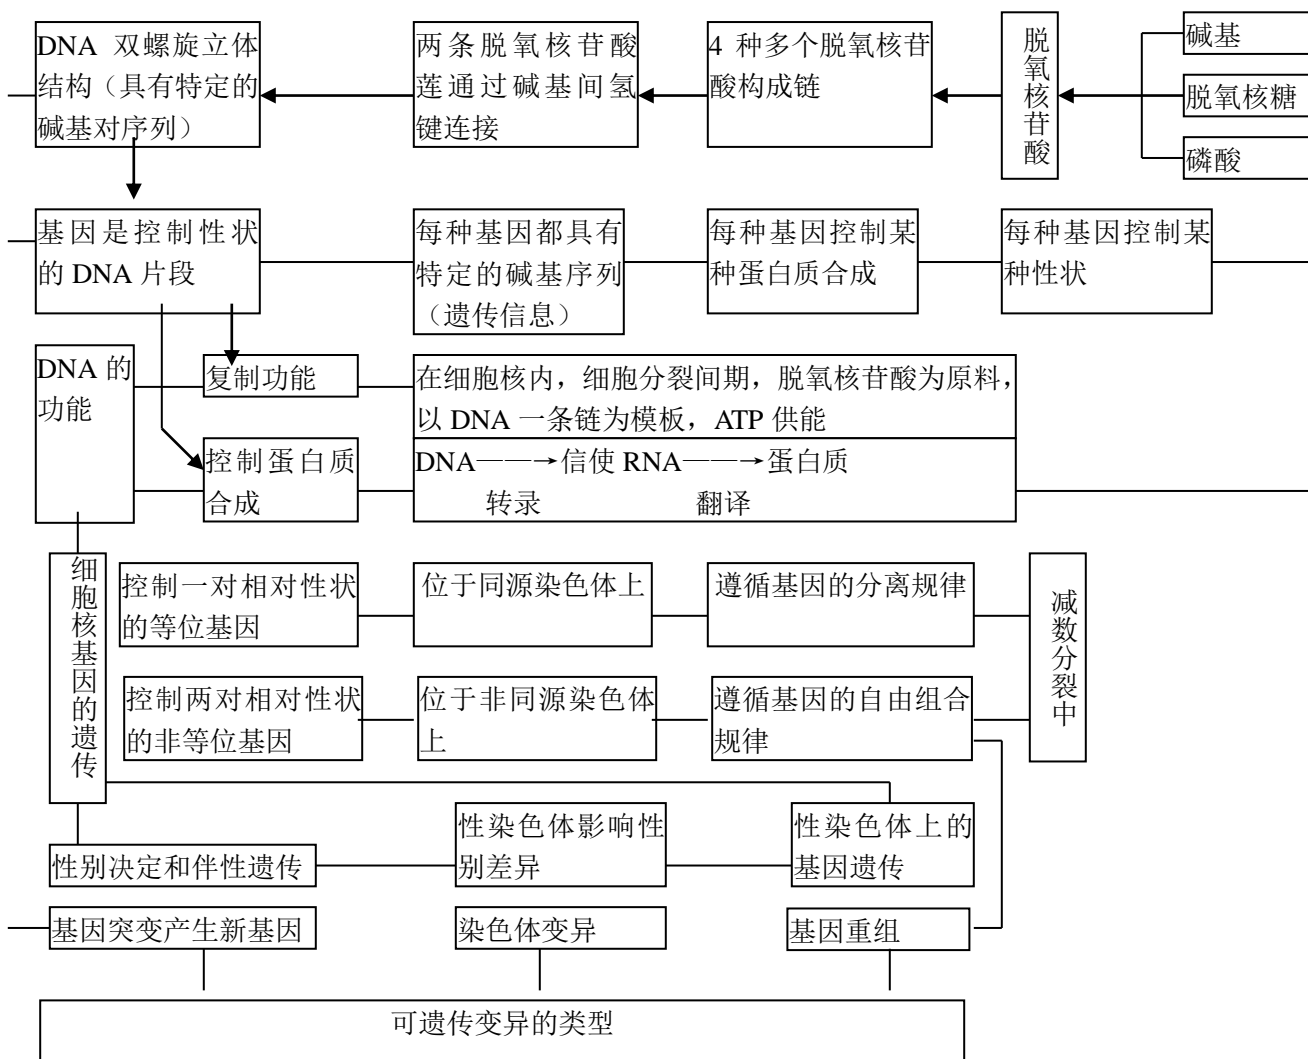 DNA 双螺旋立体
结构（具有特定的
碱基对序列）
两条脱氧核苷酸
莲通过碱基间氢
键连接
4 种多个脱氧核苷
酸构成链
脱氧核苷酸
碱基
脱氧核糖
磷酸
基因是控制性状
的 DNA 片段
每种基因都具有
特定的碱基序列
（遗传信息）
每种基因控制某
种蛋白质合成
每种基因控制某
种性状
DNA 的
功能
复制功能
在细胞核内，细胞分裂间期，脱氧核苷酸为原料，
以 DNA 一条链为模板，ATP 供能
控制蛋白质
合成
DNA——→信使 RNA——→蛋白质
转录 翻译
细胞核基因的遗传
控制一对相对性状
的等位基因
位于同源染色体上
遵循基因的分离规律
减数分裂中
控制两对相对性状
的非等位基因
位于非同源染色体
上
遵循基因的自由组合
规律
性别决定和伴性遗传
性染色体影响性
别差异
性染色体上的
基因遗传
基因突变产生新基因
染色体变异
基因重组
可遗传变异的类型